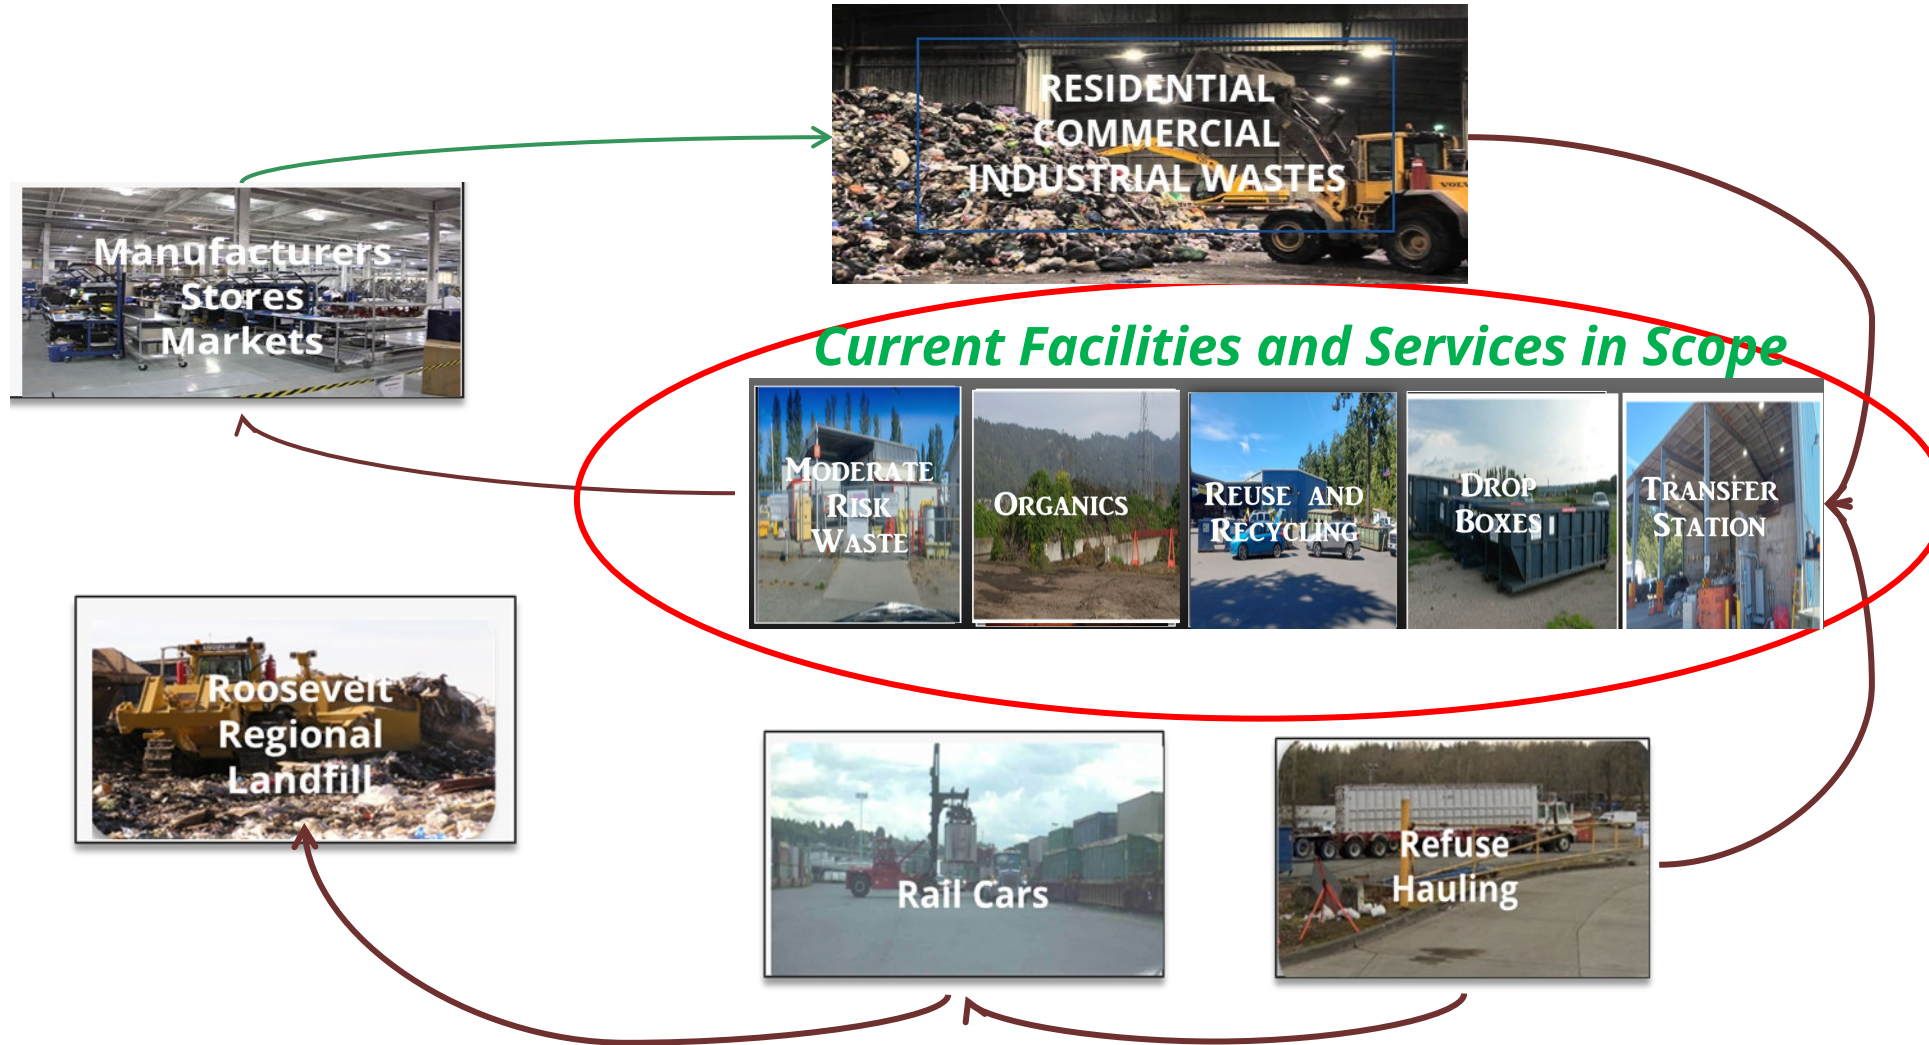 RESIDENTIAL
COMMERCIAL
INDUSTRIAL WASTES
VOLV
Manufacturers
Stores
Markets
Current Facilities and Services in Scope
MODERATE
RISK
WASTE
ORGANICS
REUSE AND
RECYCLING
DROP
BOXES
TRANSFER
STATION
Roosevelt
Regional
Landfill
Rail Cars
Refuse
Hauling